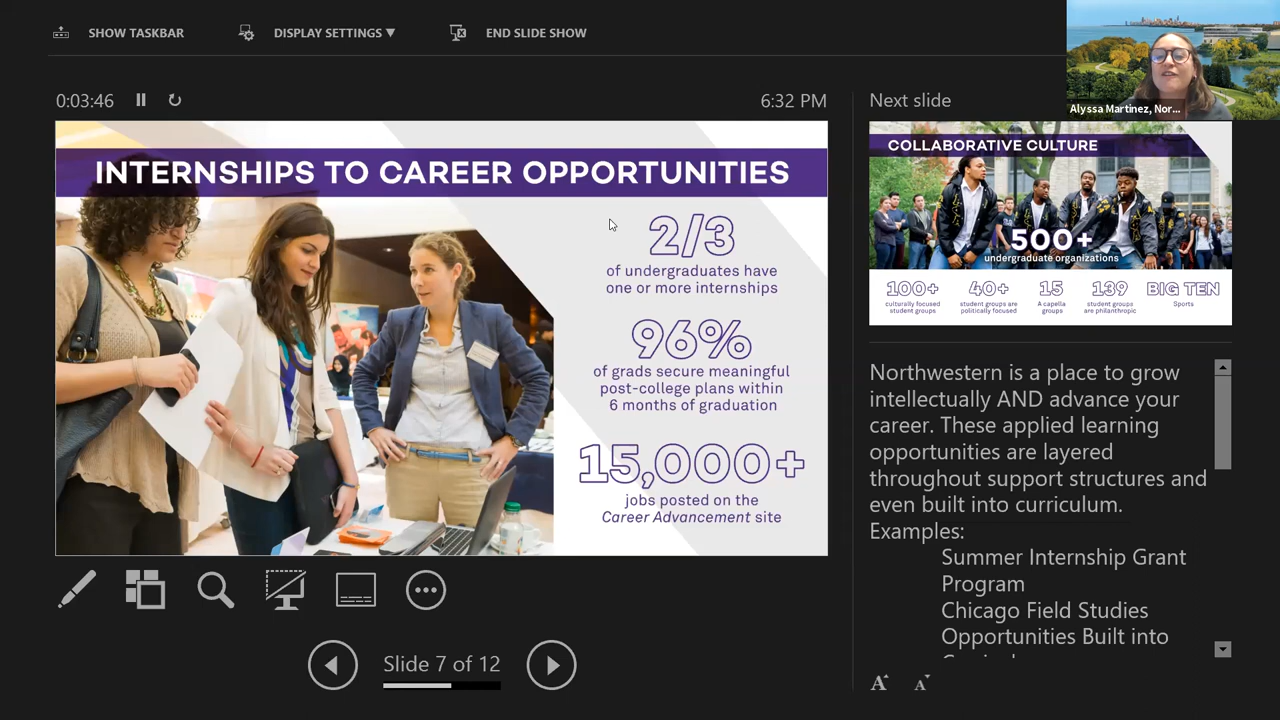 SHOW TASKBAR
DISPLAY SETTINGS ▼
END SLIDE SHOW
Alyssa Martinez, Nor...
0:03:46
6:32 PM
INTERNSHIPS TO CAREER OPPORTUNITIES
2/3
of undergraduates have
one or more internships
96%
of grads secure meaningful
post-college plans within
6 months of graduation
15,000+
jobs posted on the
Career Advancement site
Slide 7 of 12
Next slide
COLLABORATIVE CULTURE
500+
undergraduate organizations
100+
culturally focused
student groups
40+
student groups are
politically focused
15
A capella
groups
139
student groups
are philanthropic
BIG TEN
Sports
Northwestern is a place to grow
intellectually AND advance your
career. These applied learning
opportunities are layered
throughout support structures and
even built into curriculum.
Examples:
Summer Internship Grant
Program
Chicago Field Studies
Opportunities Built into
A A